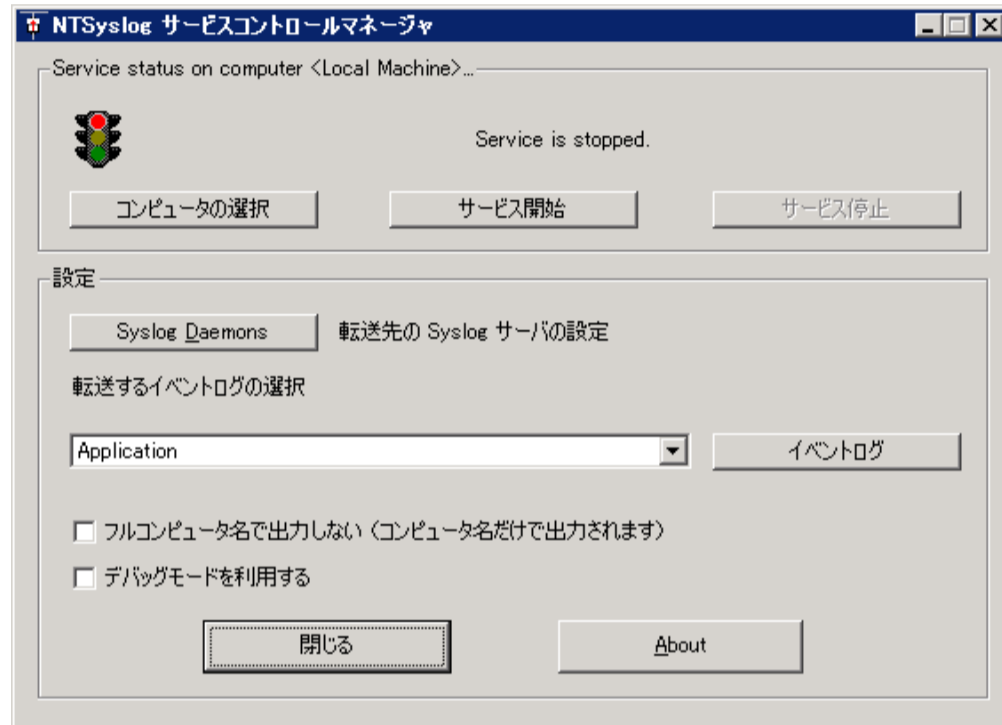 NTSyslog サービスコントロールマネージャ
Service status on computer <Local Machine>...
Service is stopped.
コンピュータの選択 サービス開始 サービス停止
設定
Syslog Daemons 転送先の Syslog サーバの設定
転送するイベントログの選択
Application イベントログ
フルコンピュータ名で出力しない（コンピュータ名だけで出力されます）
デバッグモードを利用する
閉じる About